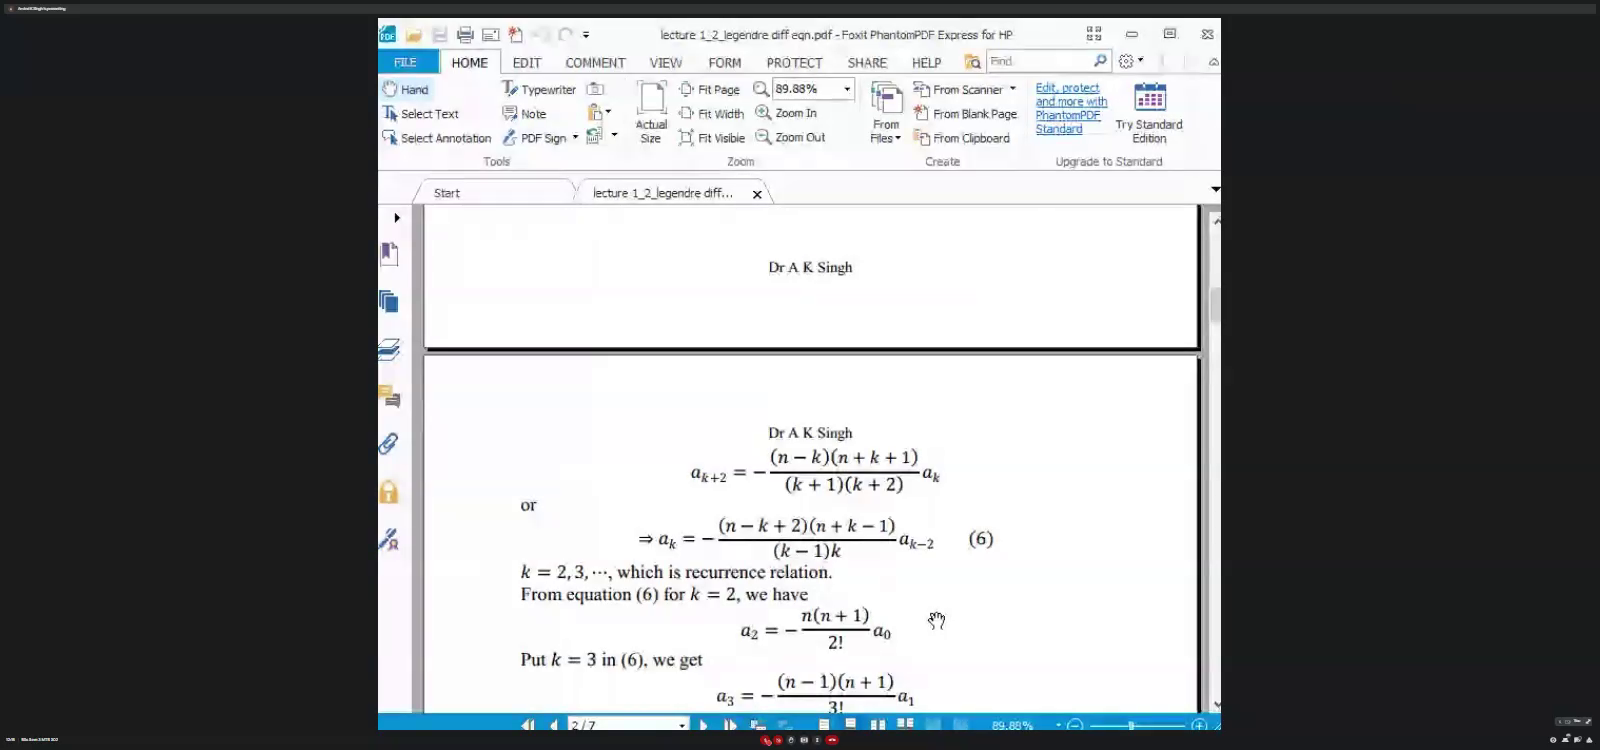 lecture 1_2_legendre diff eqn.pdf - Foxit PhantomPDF Express for HP
FILE HOME EDIT COMMENT VIEW FORM PROTECT SHARE HELP Find
Hand
Select Text
Select Annotation
Typewriter
Note
PDF Sign
Tools
Actual Size
Fit Page
Fit Width
Fit Visible
89.88%
Zoom In
Zoom Out
Zoom
From Files
From Scanner
From Blank Page
From Clipboard
Create
Edit, protect
and more with
PhantomPDF
Standard
Try Standard
Edition
Upgrade to Standard
Start
lecture 1_2_legendre diff...
Dr A K Singh
Dr A K Singh
a_{k+2} = -\frac{(n − k)(n + k + 1)}{(k + 1)(k + 2)} a_k
or
⇒ a_k = -\frac{(n − k + 2)(n + k − 1)}{(k − 1)k} a_{k−2} (6)
k = 2, 3, ⋯, which is recurrence relation.
From equation (6) for k = 2, we have
a_2 = -\frac{n(n + 1)}{2!} a_0
Put k = 3 in (6), we get
a_3 = -\frac{(n − 1)(n + 1)}{3!} a_1
2 / 7
89.88%